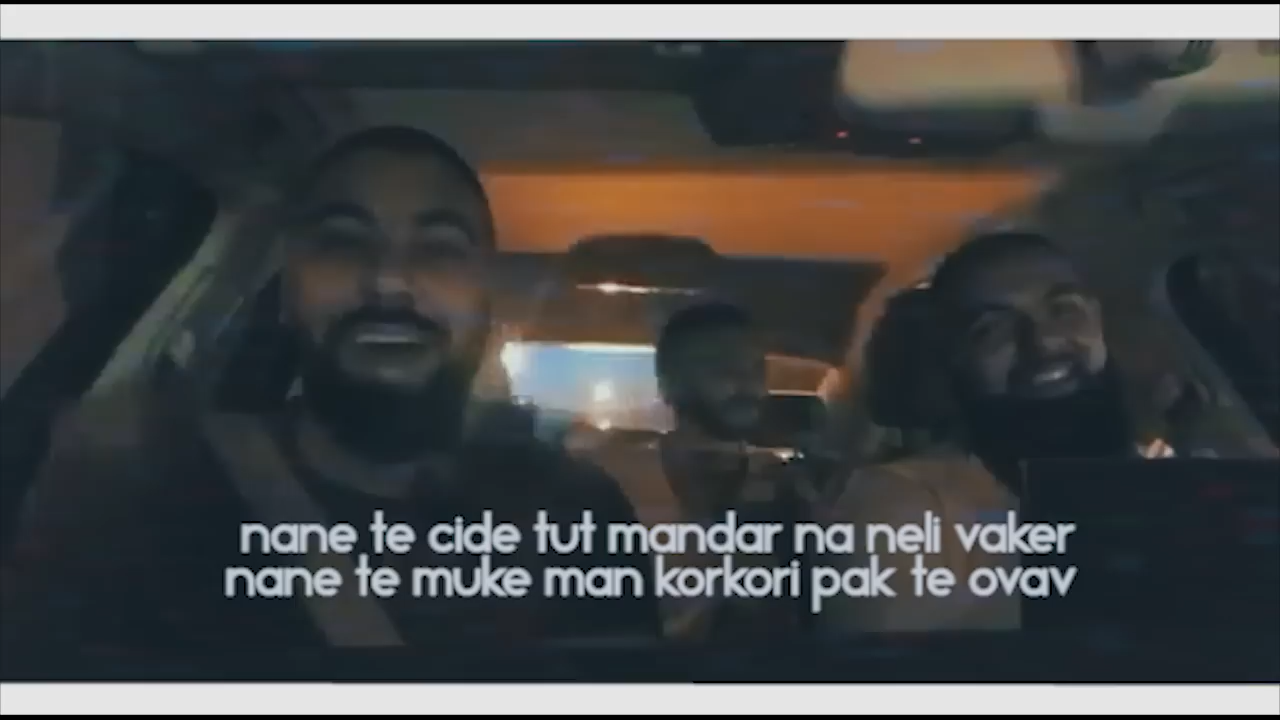 nane te cide tut mandar na neli vaker
nane te muke man korkori pak te ovav